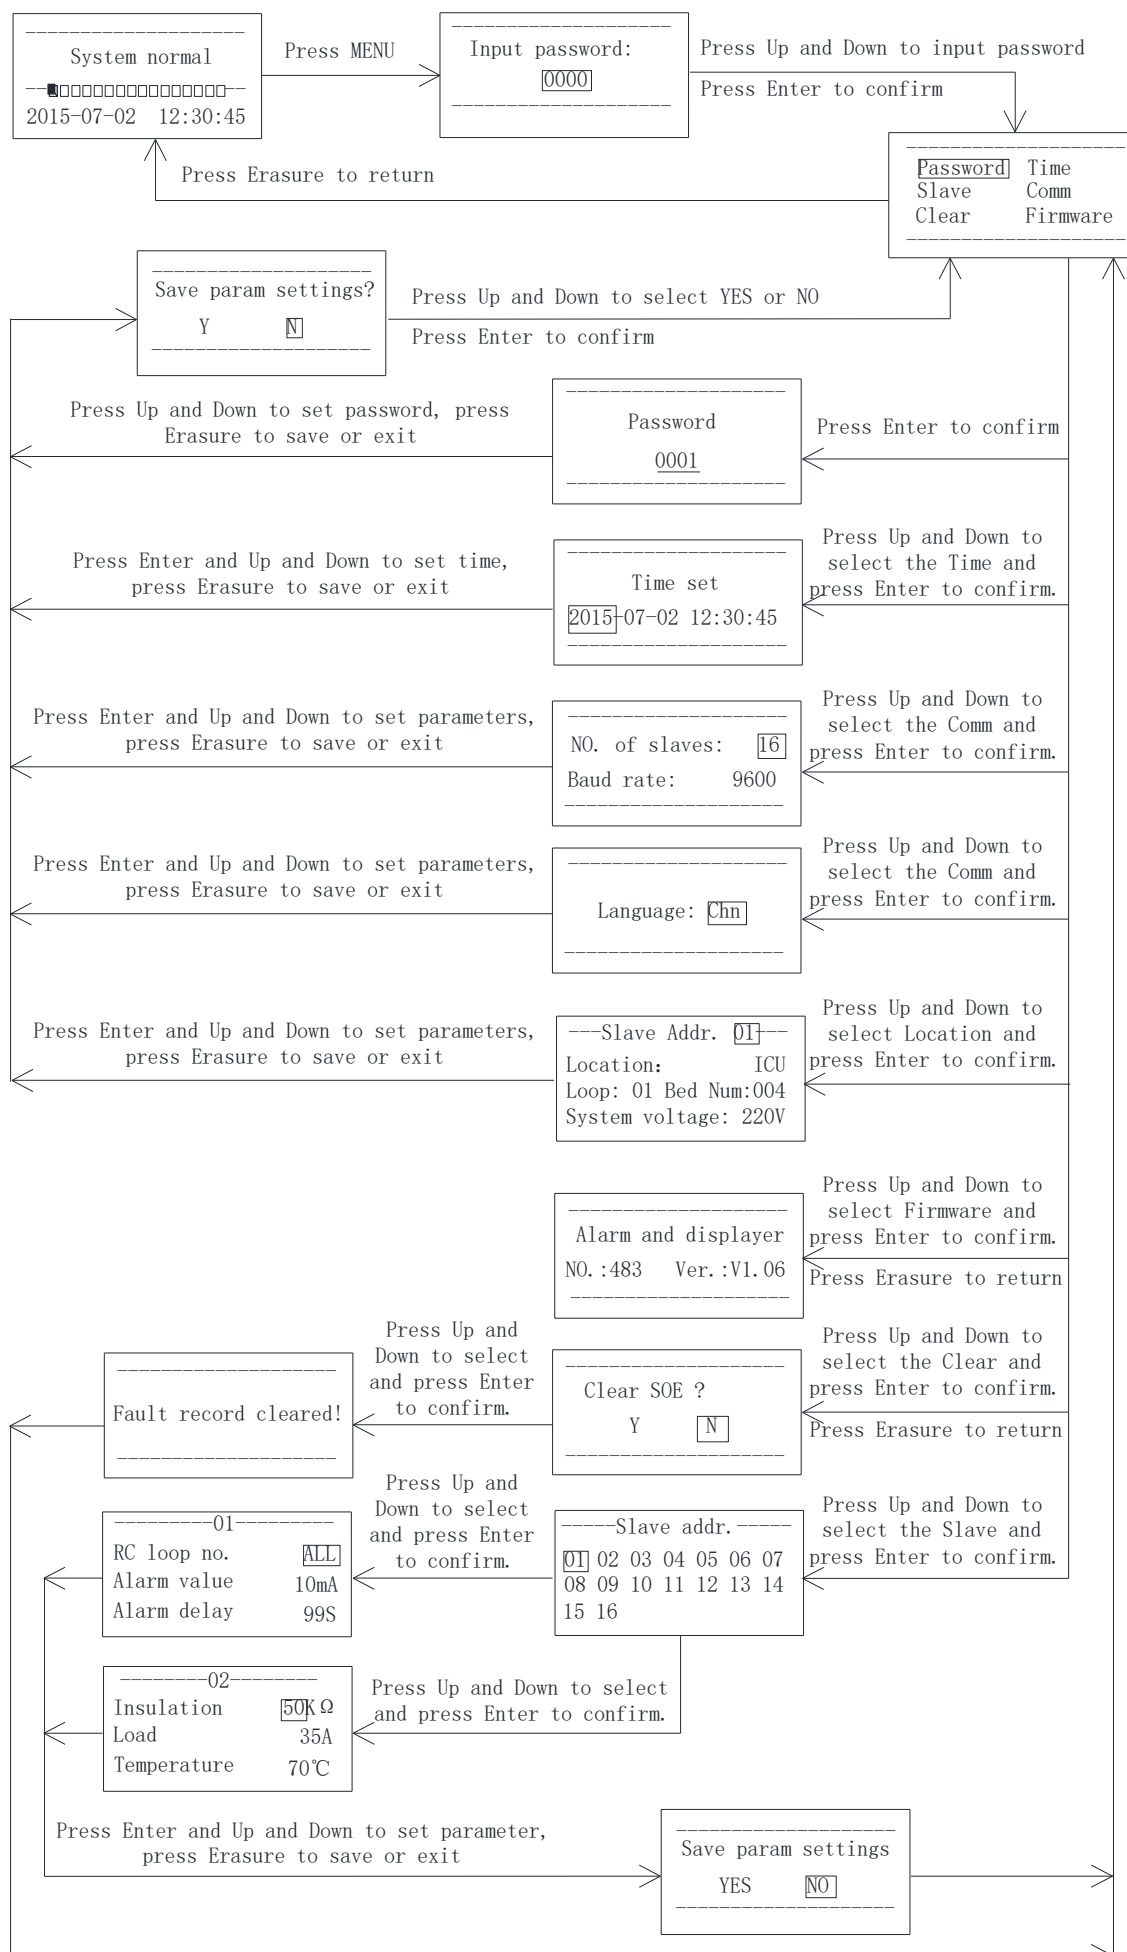 System normal
2015-07-02 12:30:45
Press MENU
Input password:
0000
Press Up and Down to input password
Press Enter to confirm
Password Time
Slave Comm
Clear Firmware
Press Erasure to return
Save param settings?
Y N
Press Up and Down to select YES or NO
Press Enter to confirm
Press Up and Down to set password, press
Erasure to save or exit
Password
0001
Press Enter to confirm
Press Enter and Up and Down to set time,
press Erasure to save or exit
Time set
2015-07-02 12:30:45
Press Up and Down to
select the Time and
press Enter to confirm.
Press Enter and Up and Down to set parameters,
press Erasure to save or exit
NO. of slaves: 16
Baud rate: 9600
Press Up and Down to
select the Comm and
press Enter to confirm.
Press Enter and Up and Down to set parameters,
press Erasure to save or exit
Language: Chn
Press Up and Down to
select the Comm and
press Enter to confirm.
Press Enter and Up and Down to set parameters,
press Erasure to save or exit
---Slave Addr. 01---
Location: ICU
Loop: 01 Bed Num:004
System voltage: 220V
Press Up and Down to
select Location and
press Enter to confirm.
Alarm and displayer
NO.:483 Ver.:V1.06
Press Up and Down to
select Firmware and
press Enter to confirm.
Press Erasure to return
Fault record cleared!
Press Up and
Down to select
and press Enter
to confirm.
Clear SOE ?
Y N
Press Up and Down to
select the Clear and
press Enter to confirm.
Press Erasure to return
---------01---------
RC loop no. ALL
Alarm value 10mA
Alarm delay 99S
Press Up and
Down to select
and press Enter
to confirm.
-----Slave addr.-----
01 02 03 04 05 06 07
08 09 10 11 12 13 14
15 16
Press Up and Down to
select the Slave and
press Enter to confirm.
--------02--------
Insulation 50KΩ
Load 35A
Temperature 70℃
Press Up and Down to select
and press Enter to confirm.
Press Enter and Up and Down to set parameter,
press Erasure to save or exit
Save param settings
YES NO